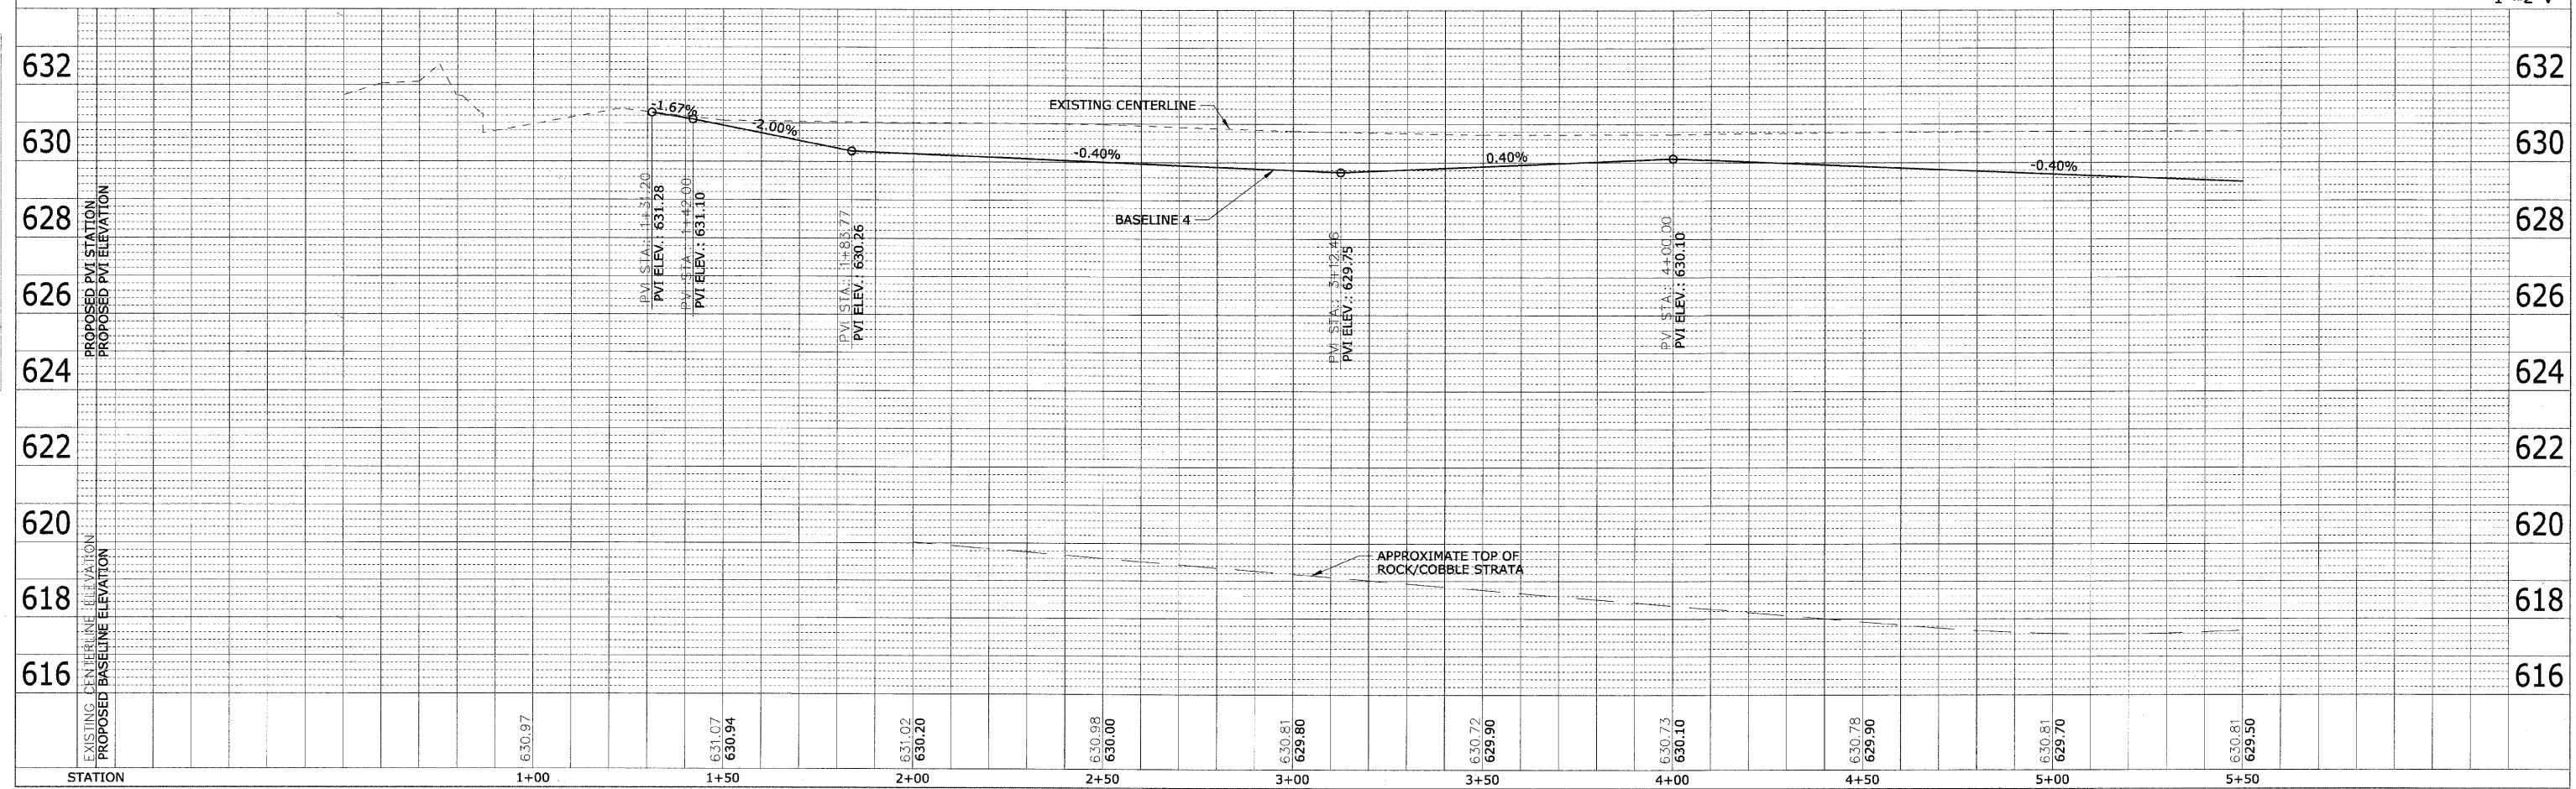 1"=2' V
632
632
630
630
628
628
626
626
624
624
622
622
620
620
618
618
616
616
PROPOSED PVI STATION
PROPOSED PVI ELEVATION
EXISTING CENTERLINE ELEVATION
PROPOSED BASELINE ELEVATION
-1.67%
-2.00%
-0.40%
0.40%
-0.40%
EXISTING CENTERLINE
BASELINE 4
PVI STA.: 1+31.20
PVI ELEV.: 631.28
PVI STA.: 1+42.00
PVI ELEV.: 631.10
PVI STA.: 1+83.77
PVI ELEV.: 630.26
PVI STA.: 3+12.46
PVI ELEV.: 629.75
PVI STA.: 4+00.00
PVI ELEV.: 630.10
APPROXIMATE TOP OF
ROCK/COBBLE STRATA
630.97
631.07
630.94
631.02
630.20
630.98
630.00
630.81
629.80
630.72
629.90
630.73
630.10
630.78
629.90
630.81
629.70
630.81
629.50
STATION
1+00
1+50
2+00
2+50
3+00
3+50
4+00
4+50
5+00
5+50